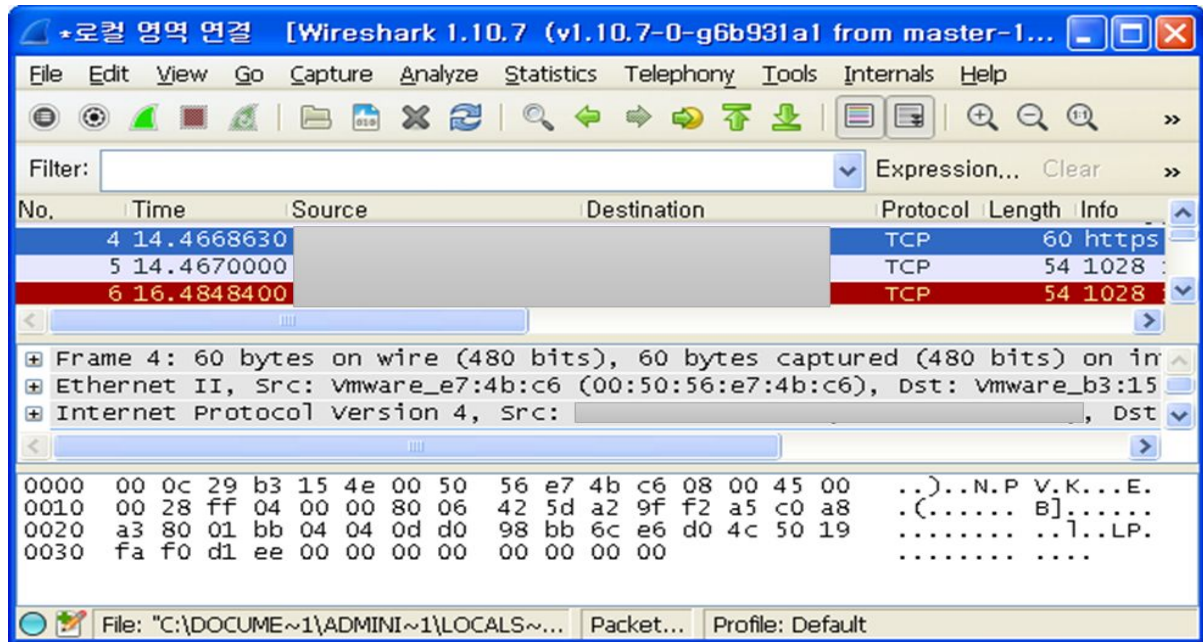 *로컬 영역 연결 [Wireshark 1.10.7 (v1.10.7-0-g6b931a1 from master-1...
File Edit View Go Capture Analyze Statistics Telephony Tools Internals Help
Filter: Expression... Clear »
No. Time Source Destination Protocol Length Info
4 14.4668630 TCP 60 https
5 14.4670000 TCP 54 1028
6 16.4848400 TCP 54 1028
Frame 4: 60 bytes on wire (480 bits), 60 bytes captured (480 bits) on in
Ethernet II, Src: Vmware_e7:4b:c6 (00:50:56:e7:4b:c6), Dst: Vmware_b3:15
Internet Protocol Version 4, Src: , Dst
0000 00 0c 29 b3 15 4e 00 50 56 e7 4b c6 08 00 45 00 ..)..N.P V.K...E.
0010 00 28 ff 04 00 00 80 06 42 5d a2 9f f2 a5 c0 a8 .(...... B]......
0020 a3 80 01 bb 04 04 0d d0 98 bb 6c e6 d0 4c 50 19 ........ ..l..LP.
0030 fa f0 d1 ee 00 00 00 00 00 00 00 00 ........ ....
File: "C:\DOCUME~1\ADMINI~1\LOCALS~... Packet... Profile: Default